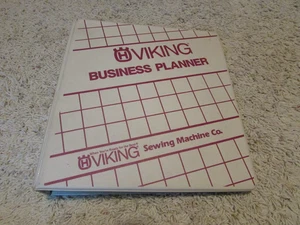 VIKING
BUSINESS PLANNER
VIKING Sewing Machine Co.